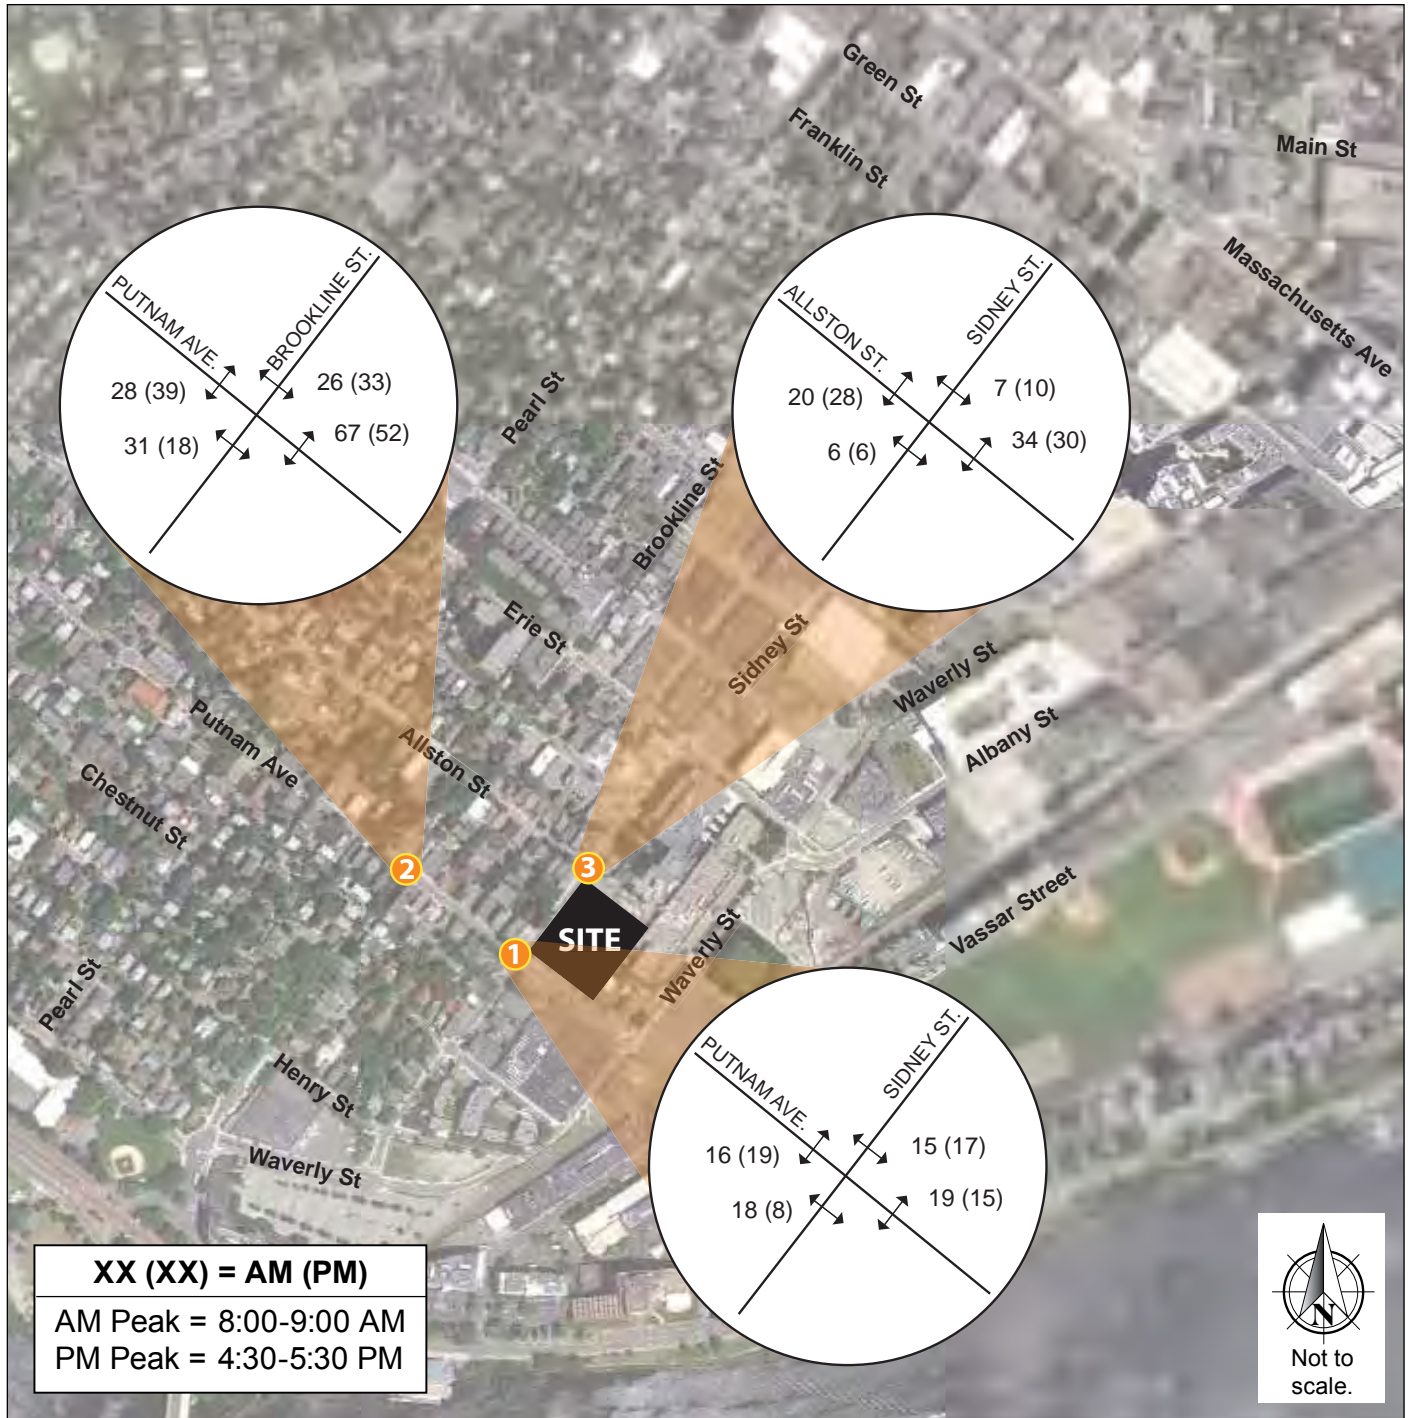 Green St
Franklin St
Main St
Massachusetts Ave
PUTNAM AVE.
BROOKLINE ST.
28 (39)
26 (33)
31 (18)
67 (52)
ALLSTON ST.
SIDNEY ST.
20 (28)
7 (10)
6 (6)
34 (30)
Pearl St
Brookline St
Erie St
Sidney St
Waverly St
Albany St
Putnam Ave
Allston St
Chestnut St
2
3
Vassar Street
SITE
1
Waverly St
Pearl St
Henry St
Waverly St
PUTNAM AVE.
SIDNEY ST.
16 (19)
15 (17)
18 (8)
19 (15)
XX (XX) = AM (PM)
AM Peak = 8:00-9:00 AM
PM Peak = 4:30-5:30 PM
N
Not to
scale.